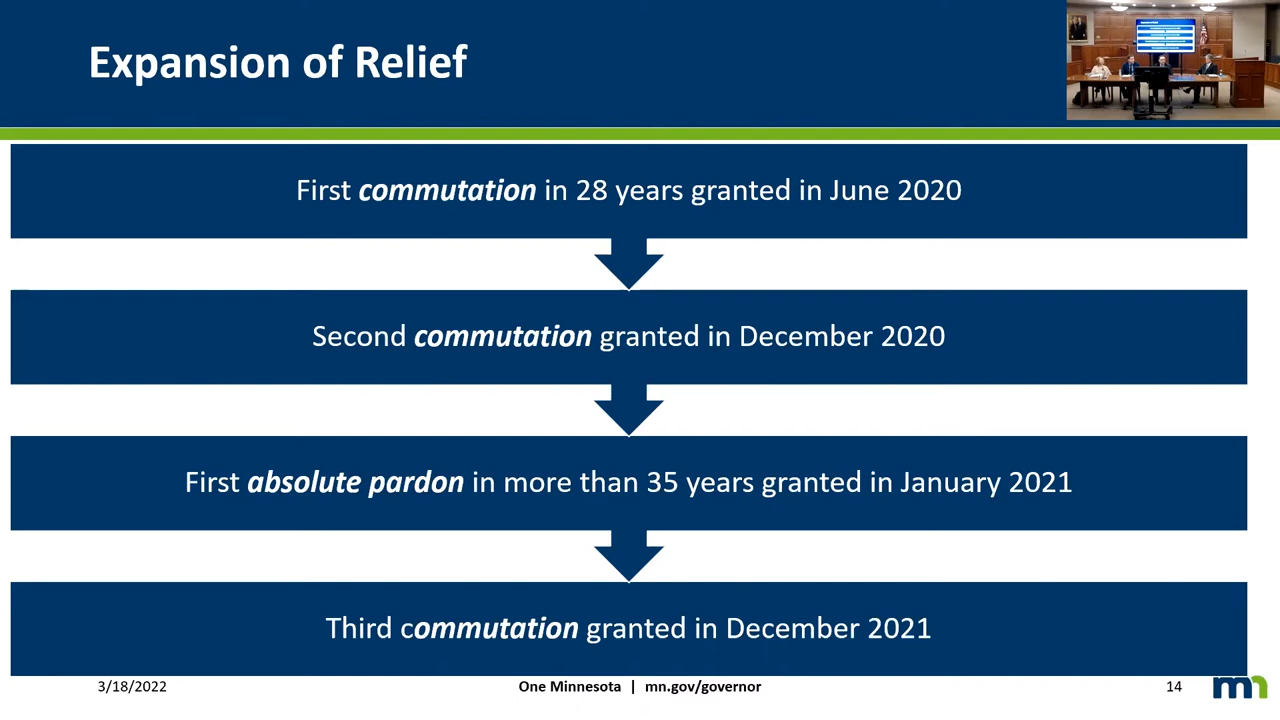 Expansion of Relief
First commutation in 28 years granted in June 2020
Second commutation granted in December 2020
First absolute pardon in more than 35 years granted in January 2021
Third commutation granted in December 2021
3/18/2022
One Minnesota | mn.gov/governor
14
mn